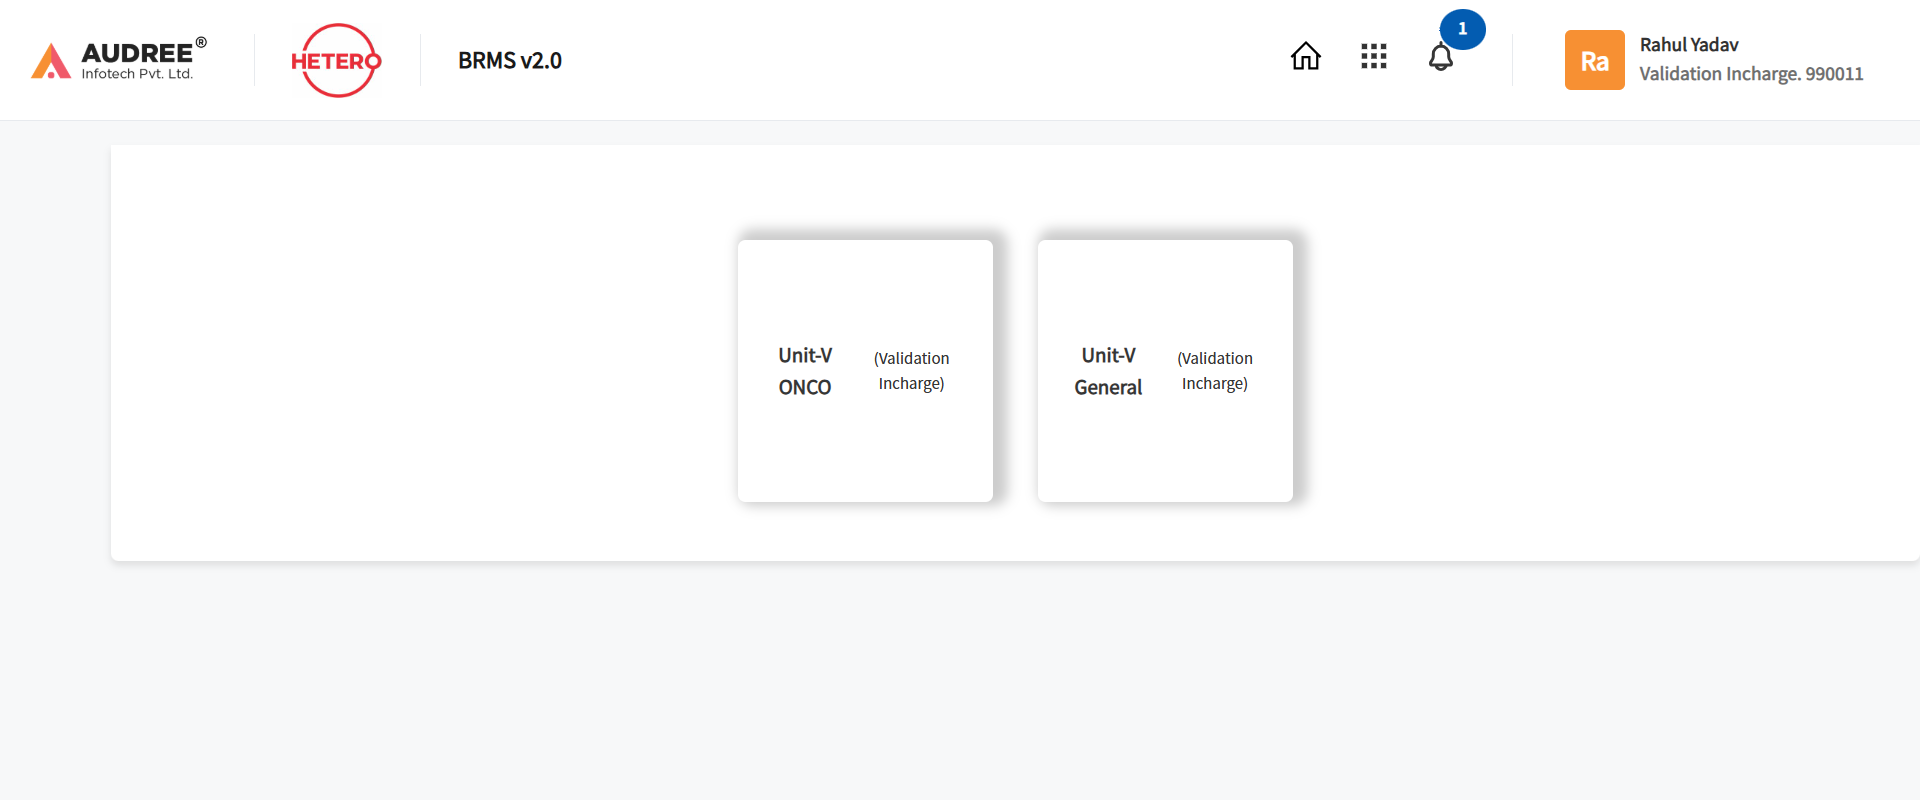 AUDREE®
Infotech Pvt. Ltd.
HETERO
BRMS v2.0
1
Ra
Rahul Yadav
Validation Incharge. 990011
Unit-V
ONCO
(Validation
Incharge)
Unit-V
General
(Validation
Incharge)